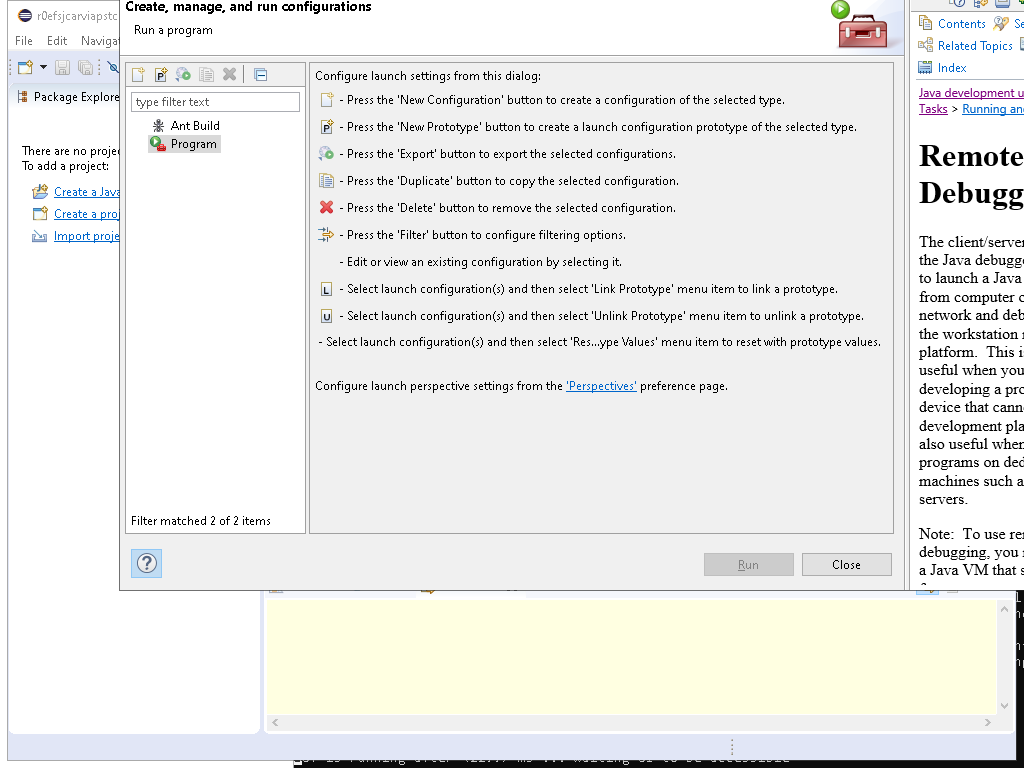 Create, manage, and run configurations
r0efsjcarviapstc
Run a program
File Edit Navigat
Package Explore
type filter text
Ant Build
Program
Filter matched 2 of 2 items
There are no projec
To add a project:
Create a Java
Create a proj
Import proje
Configure launch settings from this dialog:
- Press the 'New Configuration' button to create a configuration of the selected type.
P - Press the 'New Prototype' button to create a launch configuration prototype of the selected type.
- Press the 'Export' button to export the selected configurations.
- Press the 'Duplicate' button to copy the selected configuration.
- Press the 'Delete' button to remove the selected configuration.
- Press the 'Filter' button to configure filtering options.
- Edit or view an existing configuration by selecting it.
L - Select launch configuration(s) and then select 'Link Prototype' menu item to link a prototype.
U - Select launch configuration(s) and then select 'Unlink Prototype' menu item to unlink a prototype.
- Select launch configuration(s) and then select 'Res...ype Values' menu item to reset with prototype values.
Configure launch perspective settings from the 'Perspectives' preference page.
?
Run
Close
Contents Se
Related Topics
Index
Java development u
Tasks > Running and
Remote
Debugg
The client/server
the Java debugge
to launch a Java
from computer o
network and deb
the workstation r
platform. This is
useful when you
developing a pro
device that canno
development pla
also useful when
programs on ded
machines such a
servers.
Note: To use rem
debugging, you r
a Java VM that s